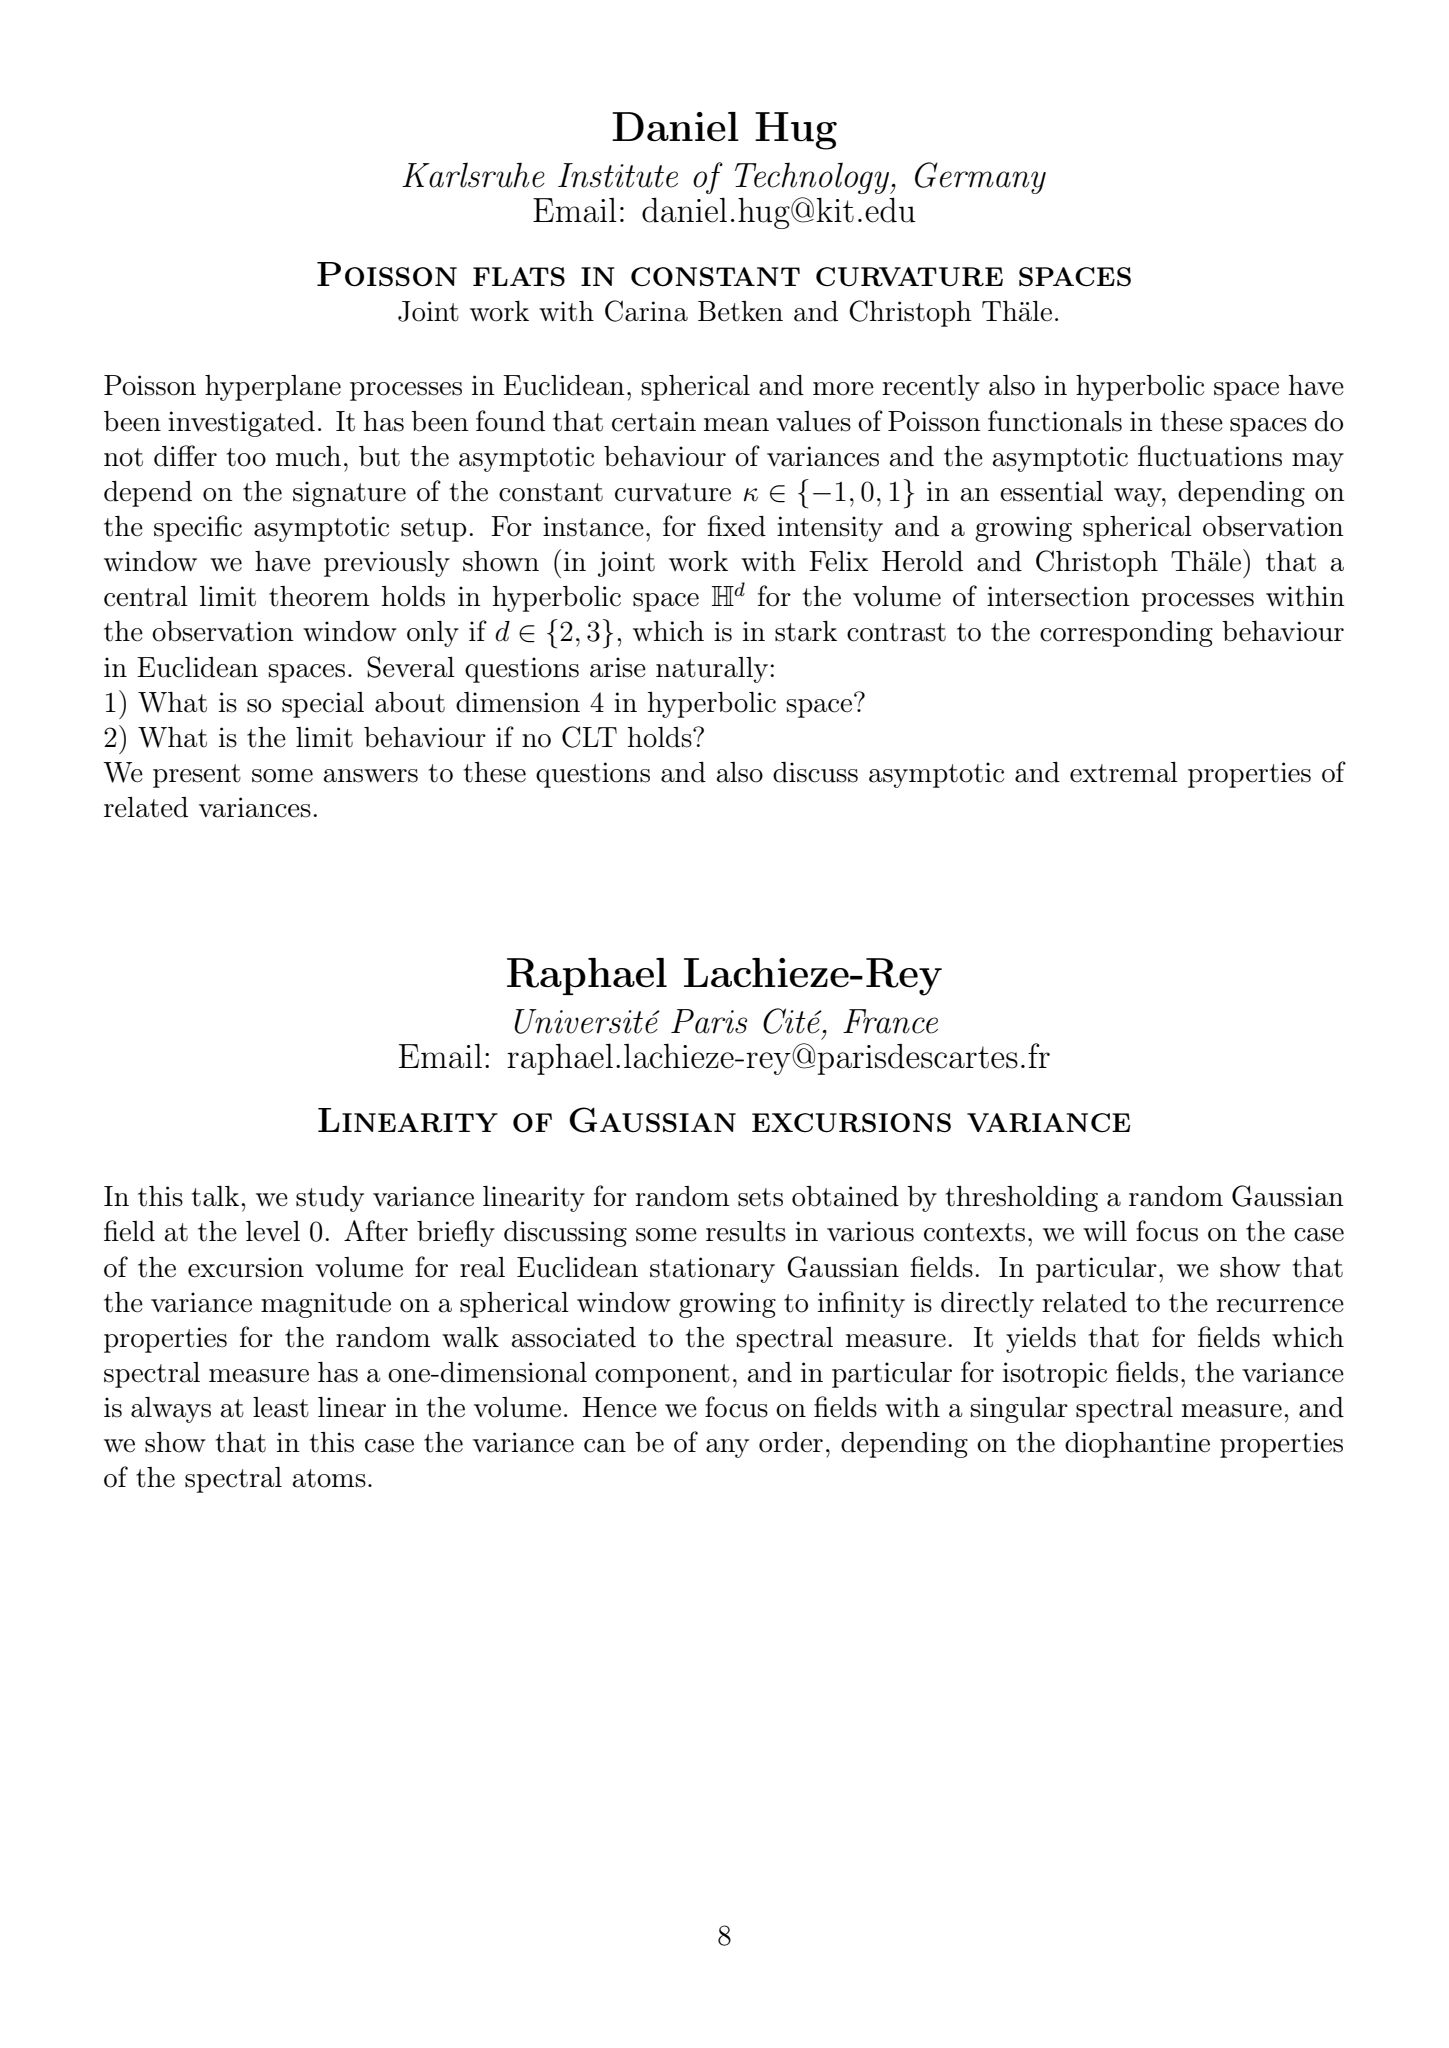 Daniel Hug
Karlsruhe Institute of Technology, Germany
Email: daniel.hug@kit.edu
Poisson flats in constant curvature spaces
Joint work with Carina Betken and Christoph Thäle.
Poisson hyperplane processes in Euclidean, spherical and more recently also in hyperbolic space have
been investigated. It has been found that certain mean values of Poisson functionals in these spaces do
not differ too much, but the asymptotic behaviour of variances and the asymptotic fluctuations may
depend on the signature of the constant curvature κ ∈ {−1, 0, 1} in an essential way, depending on
the specific asymptotic setup. For instance, for fixed intensity and a growing spherical observation
window we have previously shown (in joint work with Felix Herold and Christoph Thäle) that a
central limit theorem holds in hyperbolic space ℍᵈ for the volume of intersection processes within
the observation window only if d ∈ {2, 3}, which is in stark contrast to the corresponding behaviour
in Euclidean spaces. Several questions arise naturally:
1) What is so special about dimension 4 in hyperbolic space?
2) What is the limit behaviour if no CLT holds?
We present some answers to these questions and also discuss asymptotic and extremal properties of
related variances.
Raphael Lachieze-Rey
Université Paris Cité, France
Email: raphael.lachieze-rey@parisdescartes.fr
Linearity of Gaussian excursions variance
In this talk, we study variance linearity for random sets obtained by thresholding a random Gaussian
field at the level 0. After briefly discussing some results in various contexts, we will focus on the case
of the excursion volume for real Euclidean stationary Gaussian fields. In particular, we show that
the variance magnitude on a spherical window growing to infinity is directly related to the recurrence
properties for the random walk associated to the spectral measure. It yields that for fields which
spectral measure has a one-dimensional component, and in particular for isotropic fields, the variance
is always at least linear in the volume. Hence we focus on fields with a singular spectral measure, and
we show that in this case the variance can be of any order, depending on the diophantine properties
of the spectral atoms.
8